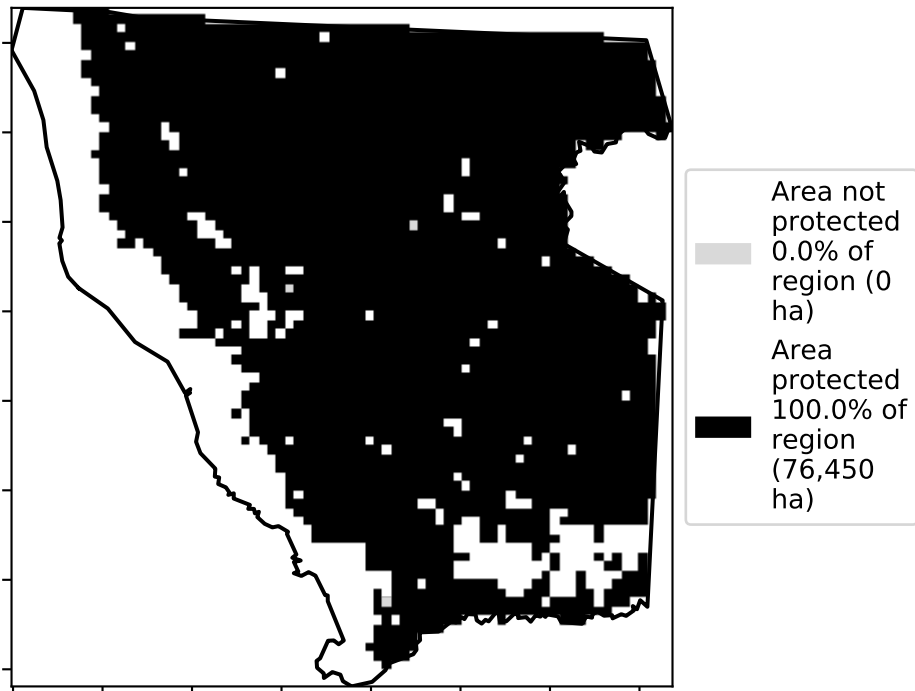 Area not
protected
0.0% of
region (0
ha)
Area
protected
100.0% of
region
(76,450
ha)